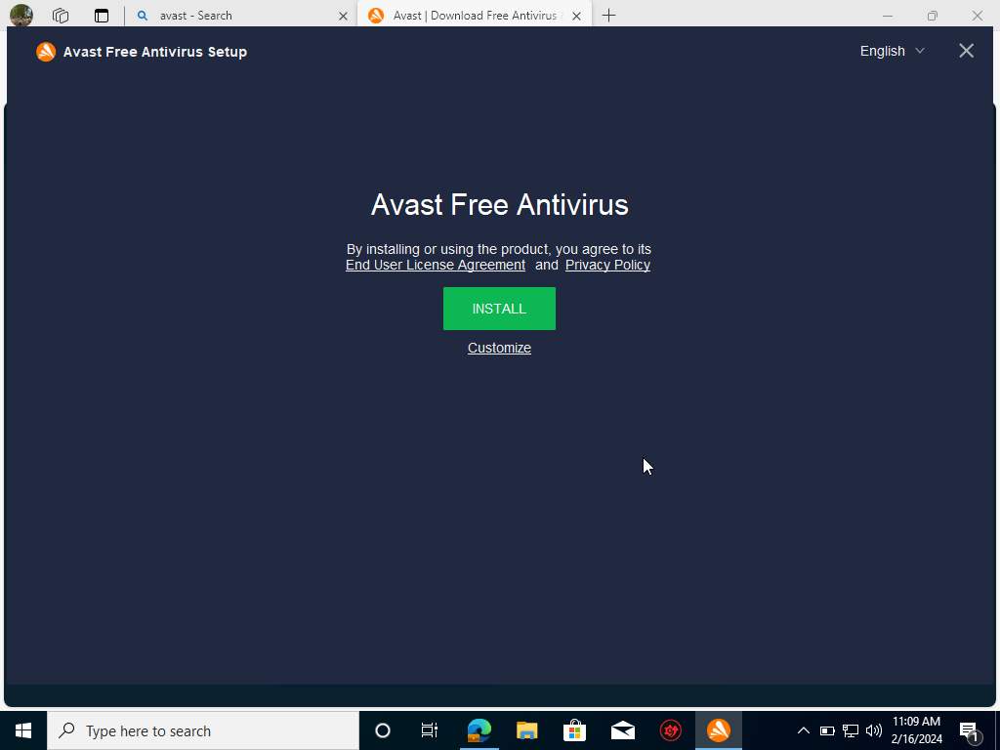 avast - Search
Avast | Download Free Antivirus
Avast Free Antivirus Setup
English
Avast Free Antivirus
By installing or using the product, you agree to its
End User License Agreement and Privacy Policy
INSTALL
Customize
Type here to search
11:09 AM
2/16/2024
1